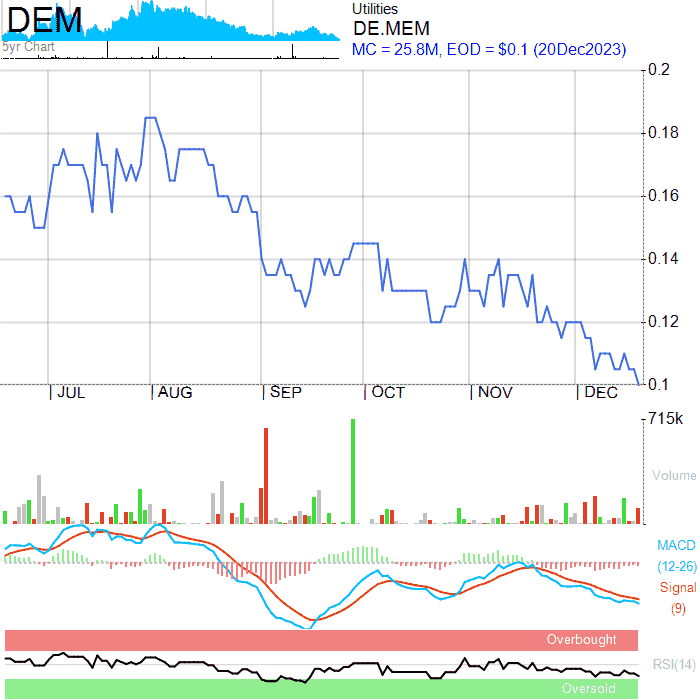 DEM
5yr Chart
Utilities
DE.MEM
MC = 25.8M, EOD = $0.1 (20Dec2023)
0.2
0.18
0.16
0.14
0.12
0.1
JUL
AUG
SEP
OCT
NOV
DEC
715k
Volume
MACD
(12-26)
Signal
(9)
Overbought
RSI(14)
Oversold